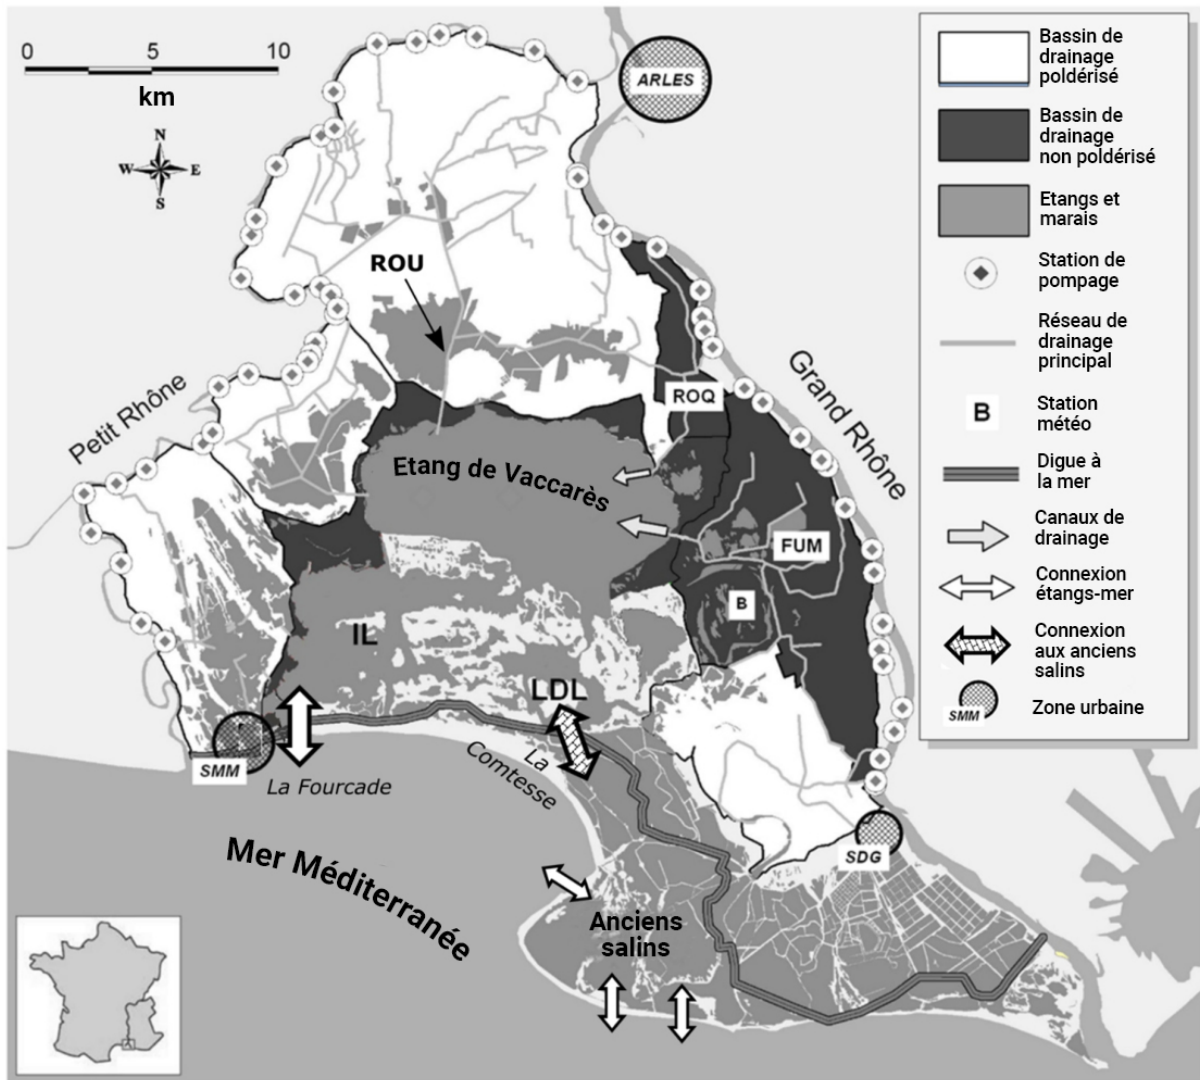 0 5 10
km
N
W E
S
ARLES
ROU
Petit Rhône
ROQ
Grand Rhône
Etang de Vaccarès
FUM
B
IL
LDL
SMM
La Fourcade
La
Comtesse
SDG
Mer Méditerranée
Anciens
salins
Bassin de
drainage
poldérisé
Bassin de
drainage
non poldérisé
Etangs et
marais
Station de
pompage
Réseau de
drainage
principal
B
Station
météo
Digue à
la mer
Canaux de
drainage
Connexion
étangs-mer
Connexion
aux anciens
salins
SMM
Zone urbaine